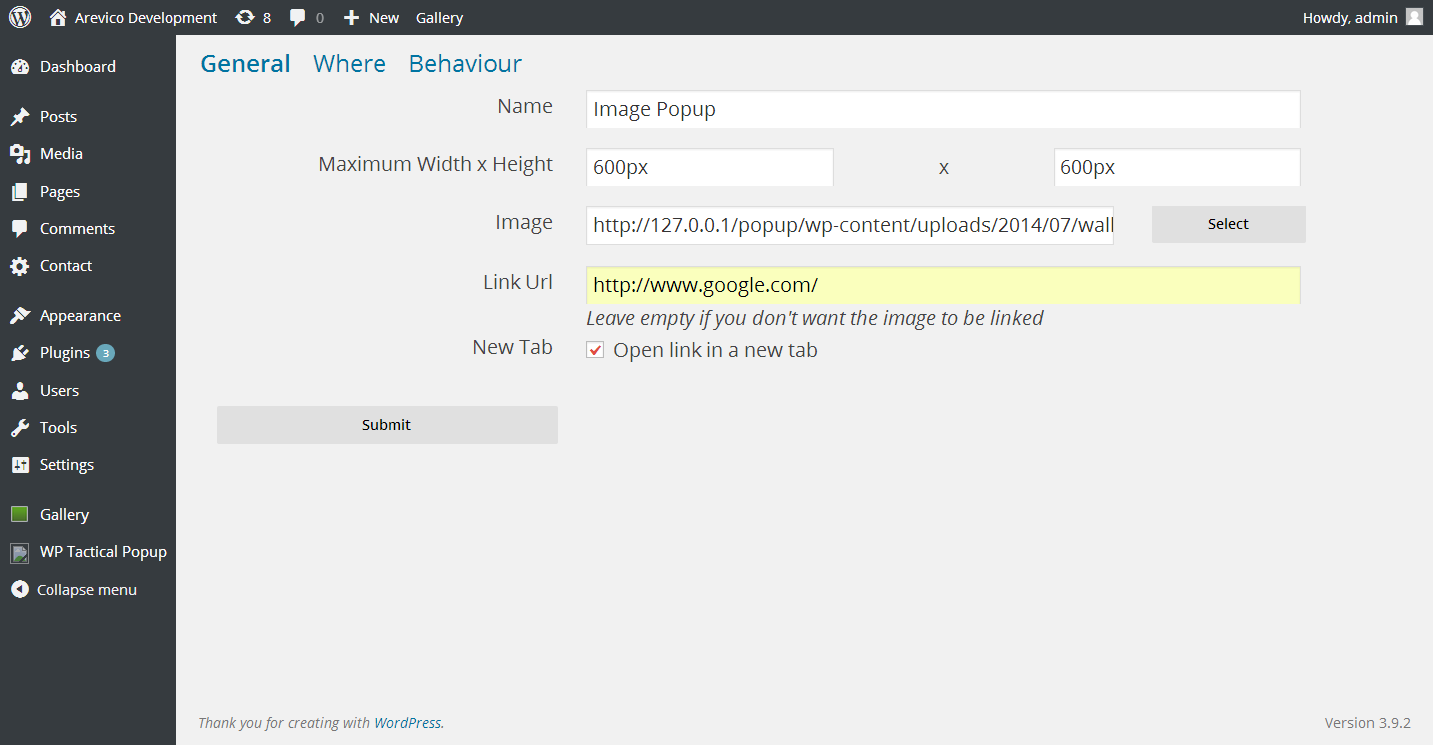 Arevico Development 8 0 New Gallery Howdy, admin
Dashboard
Posts
Media
Pages
Comments
Contact
Appearance
Plugins 3
Users
Tools
Settings
Gallery
WP Tactical Popup
Collapse menu
General Where Behaviour
Name Image Popup
Maximum Width x Height 600px x 600px
Image http://127.0.0.1/popup/wp-content/uploads/2014/07/wall Select
Link Url http://www.google.com/
Leave empty if you don't want the image to be linked
New Tab Open link in a new tab
Submit
Thank you for creating with WordPress. Version 3.9.2